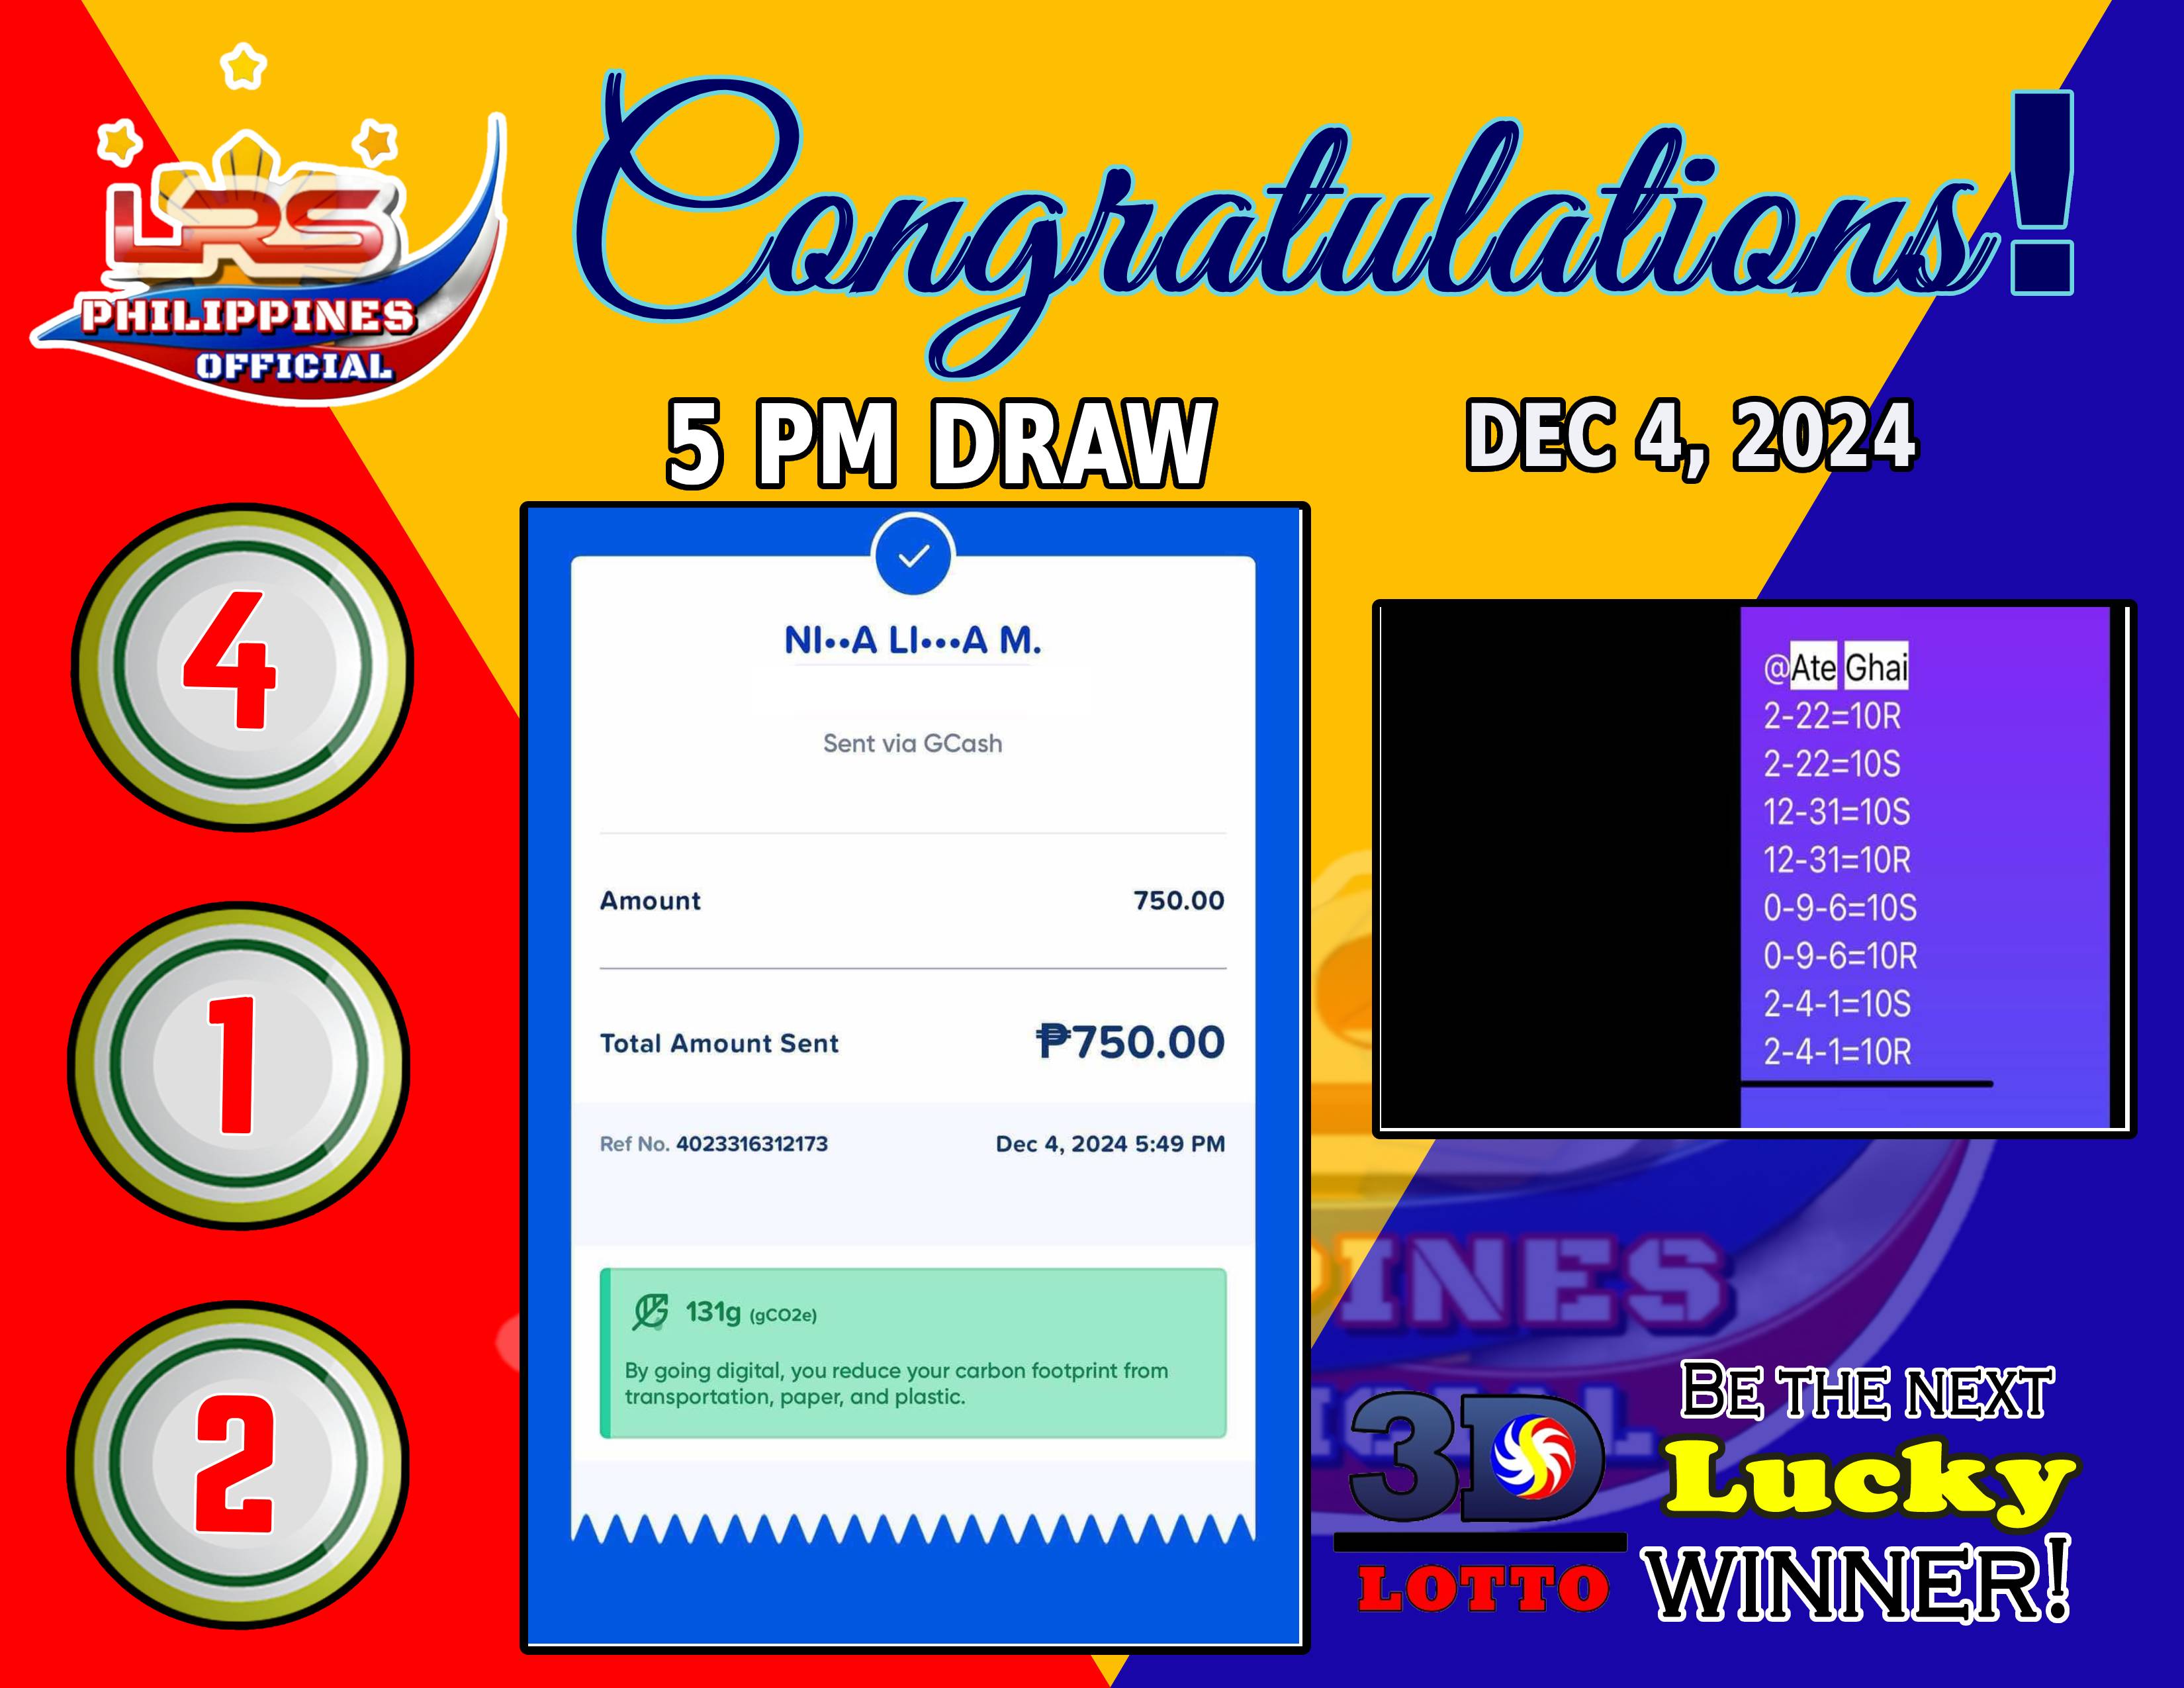 LRS
PHILIPPINES
OFFICIAL
Congratulations!
5 PM DRAW
DEC 4, 2024
4
1
2
NI••A LI•••A M.
Sent via GCash
Amount 750.00
Total Amount Sent ₱750.00
Ref No. 4023316312173 Dec 4, 2024 5:49 PM
131g (gCO2e)
By going digital, you reduce your carbon footprint from
transportation, paper, and plastic.
@Ate Ghai
2-22=10R
2-22=10S
12-31=10S
12-31=10R
0-9-6=10S
0-9-6=10R
2-4-1=10S
2-4-1=10R
PINES
3D
LOTTO
BE THE NEXT
Lucky
WINNER!